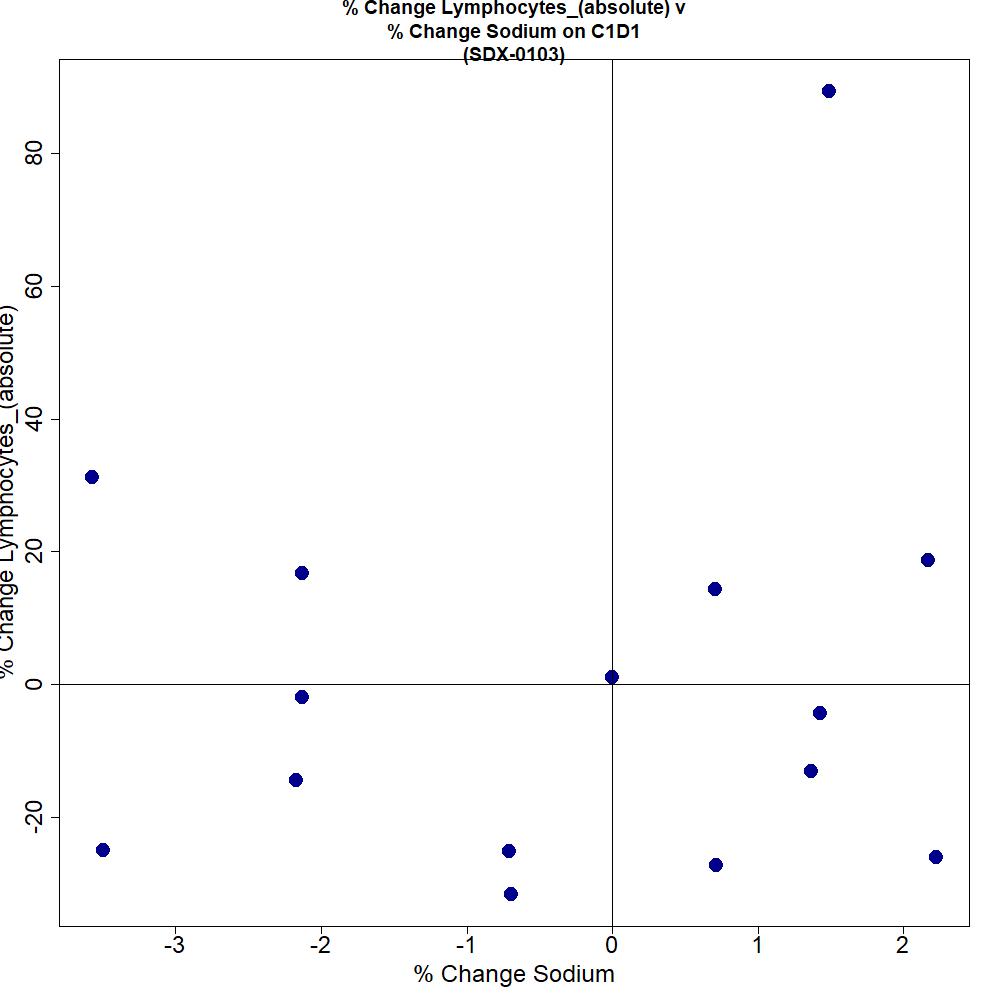 % Change Lymphocytes_(absolute) v
% Change Sodium on C1D1
(SDX-0103)
% Change Lymphocytes_(absolute)
80
60
40
20
0
-20
-3
-2
-1
0
1
2
% Change Sodium